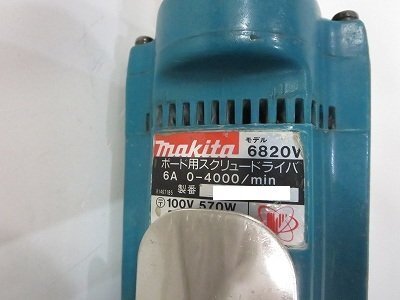 makita モデル 6820V
ボード用スクリュードライバ
6A 0-4000/min
製番
〒 100V 570W